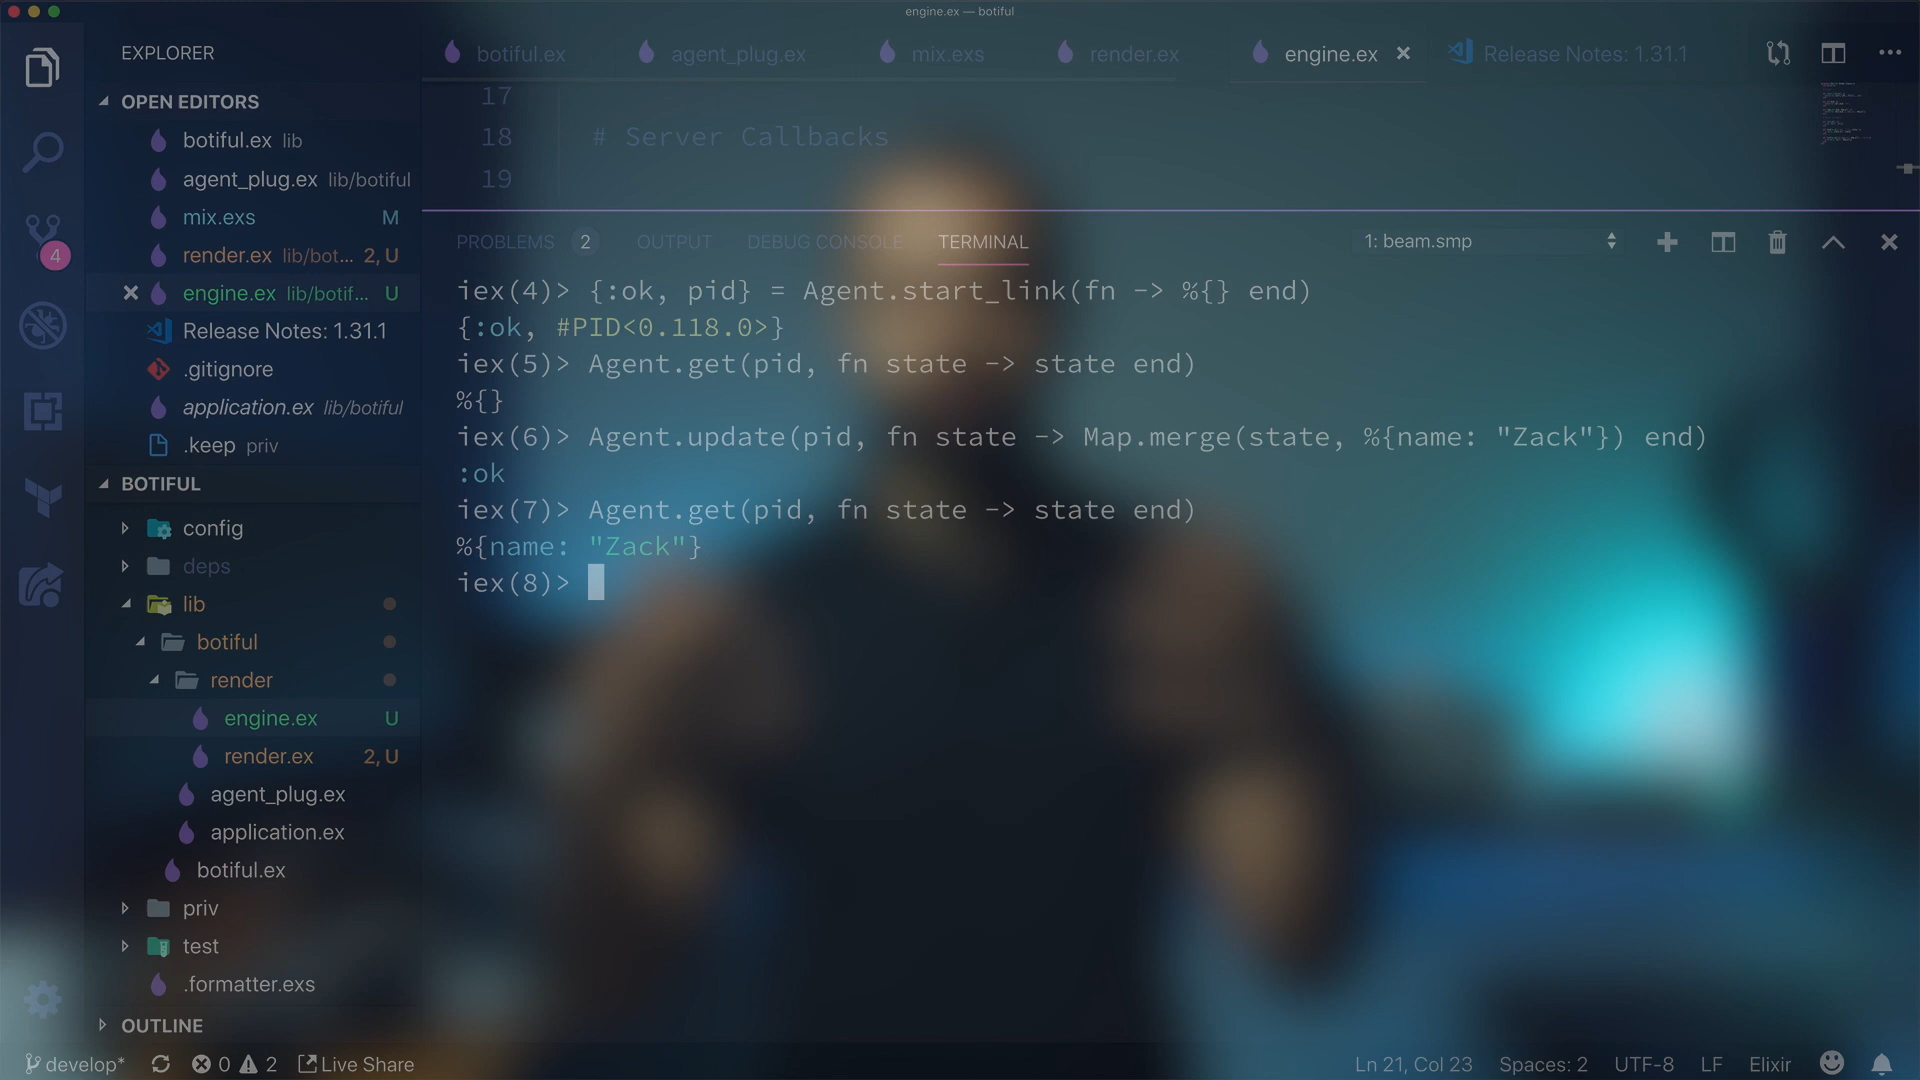 engine.ex — botiful
EXPLORER
OPEN EDITORS
botiful.ex lib
agent_plug.ex lib/botiful
mix.exs M
render.ex lib/bot... 2, U
engine.ex lib/botif... U
Release Notes: 1.31.1
.gitignore
application.ex lib/botiful
.keep priv
BOTIFUL
config
deps
lib
botiful
render
engine.ex U
render.ex 2, U
agent_plug.ex
application.ex
botiful.ex
priv
test
.formatter.exs
OUTLINE
4
botiful.ex agent_plug.ex mix.exs render.ex engine.ex Release Notes: 1.31.1
17
18 # Server Callbacks
19
PROBLEMS 2 OUTPUT DEBUG CONSOLE TERMINAL 1: beam.smp
iex(4)> {:ok, pid} = Agent.start_link(fn -> %{} end)
{:ok, #PID<0.118.0>}
iex(5)> Agent.get(pid, fn state -> state end)
%{}
iex(6)> Agent.update(pid, fn state -> Map.merge(state, %{name: "Zack"}) end)
:ok
iex(7)> Agent.get(pid, fn state -> state end)
%{name: "Zack"}
iex(8)>
develop* 0 2 Live Share Ln 21, Col 23 Spaces: 2 UTF-8 LF Elixir